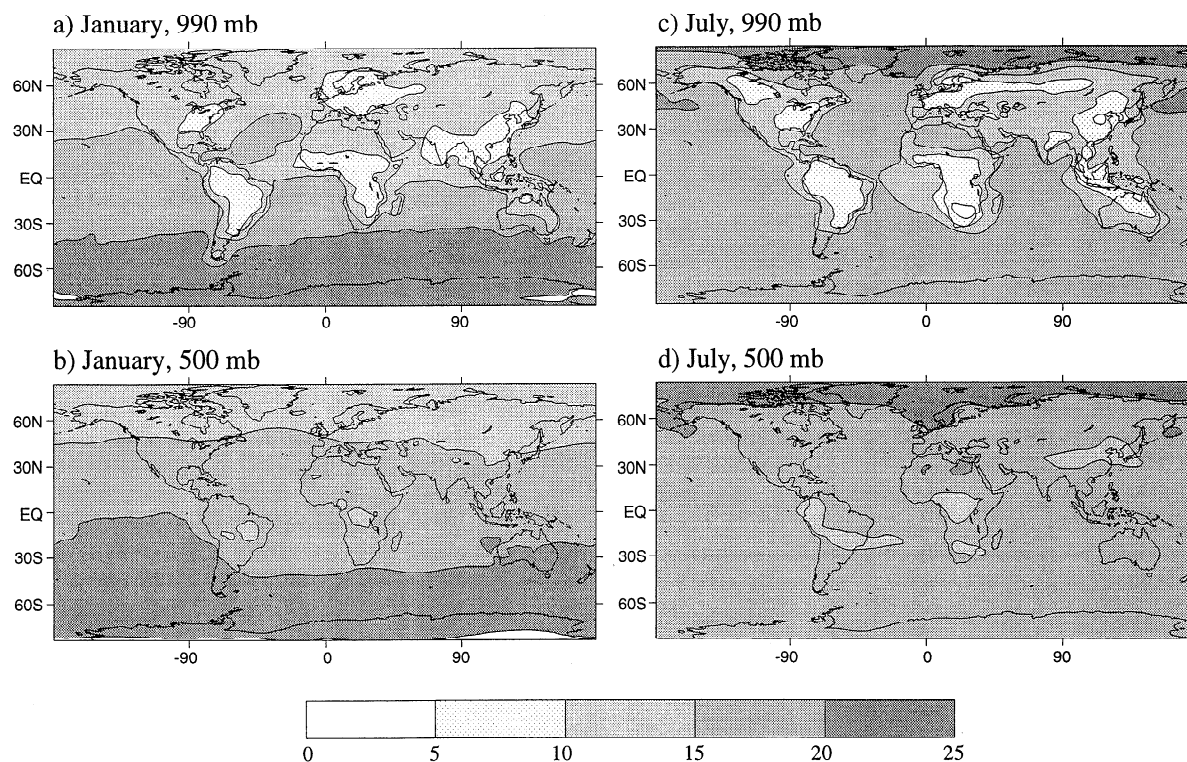 a) January, 990 mb
60N
30N
EQ
30S
60S
-90 0 90
c) July, 990 mb
60N
30N
EQ
30S
60S
-90 0 90
b) January, 500 mb
60N
30N
EQ
30S
60S
-90 0 90
d) July, 500 mb
60N
30N
EQ
30S
60S
-90 0 90
0 5 10 15 20 25